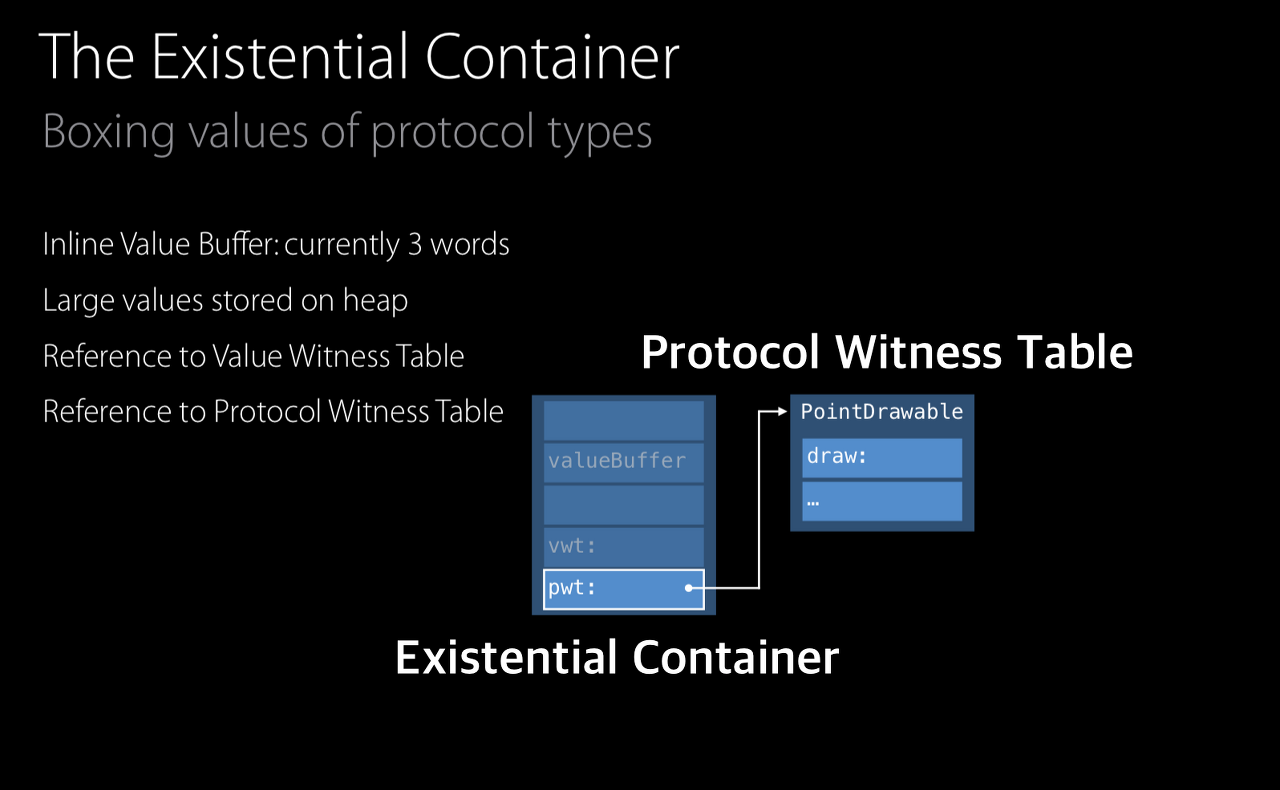 The Existential Container
Boxing values of protocol types
Inline Value Buffer: currently 3 words
Large values stored on heap
Reference to Value Witness Table
Reference to Protocol Witness Table
Protocol Witness Table
PointDrawable
draw:
…
valueBuffer
vwt:
pwt:
Existential Container